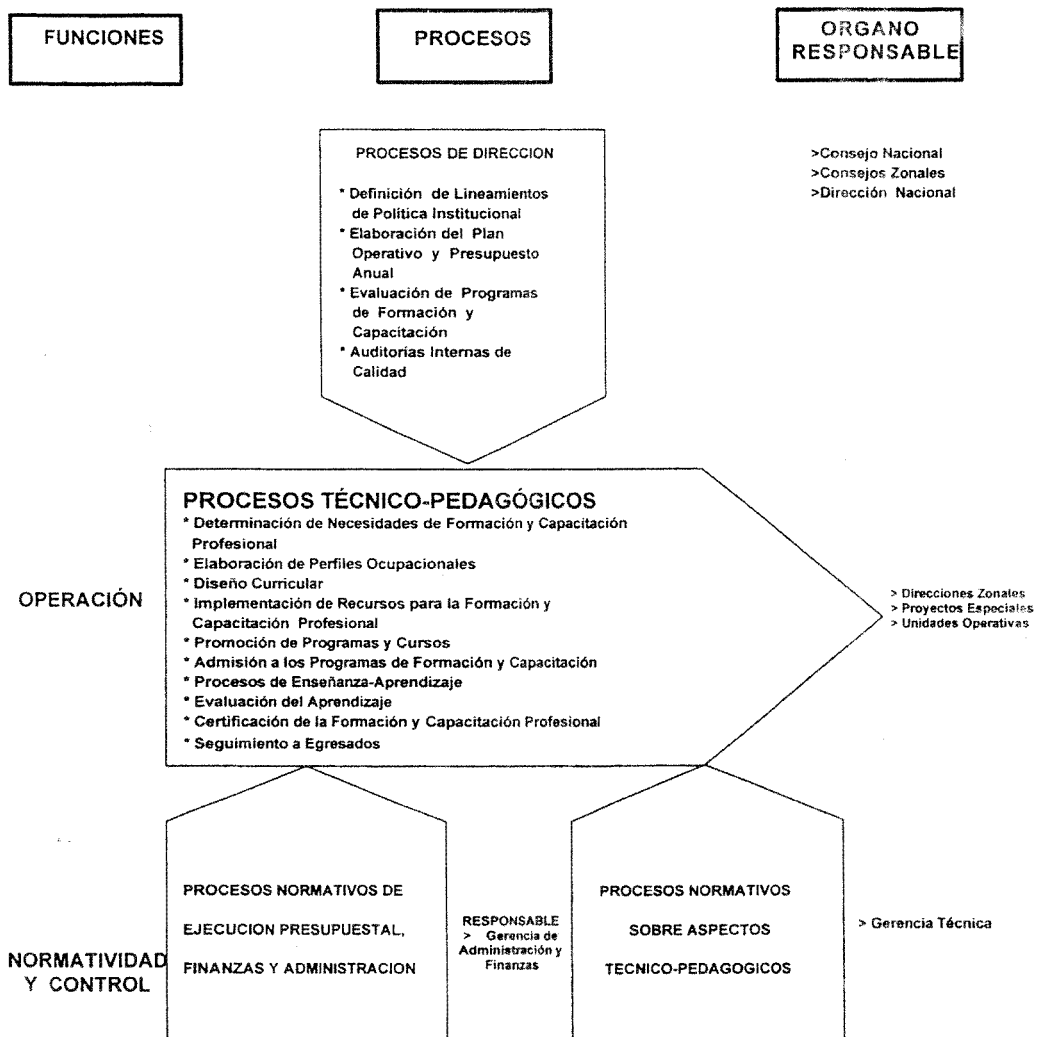 FUNCIONES
PROCESOS
ORGANO
RESPONSABLE
PROCESOS DE DIRECCION
* Definición de Lineamientos
de Política Institucional
* Elaboración del Plan
Operativo y Presupuesto
Anual
* Evaluación de Programas
de Formación y
Capacitación
* Auditorías Internas de
Calidad
>Consejo Nacional
>Consejos Zonales
>Dirección Nacional
OPERACIÓN
PROCESOS TÉCNICO-PEDAGÓGICOS
* Determinación de Necesidades de Formación y Capacitación
Profesional
* Elaboración de Perfiles Ocupacionales
* Diseño Curricular
* Implementación de Recursos para la Formación y
Capacitación Profesional
* Promoción de Programas y Cursos
* Admisión a los Programas de Formación y Capacitación
* Procesos de Enseñanza-Aprendizaje
* Evaluación del Aprendizaje
* Certificación de la Formación y Capacitación Profesional
* Seguimiento a Egresados
> Direcciones Zonales
> Proyectos Especiales
> Unidades Operativas
NORMATIVIDAD
Y CONTROL
PROCESOS NORMATIVOS DE
EJECUCION PRESUPUESTAL,
FINANZAS Y ADMINISTRACION
RESPONSABLE
> Gerencia de
Administración y
Finanzas
PROCESOS NORMATIVOS
SOBRE ASPECTOS
TECNICO-PEDAGOGICOS
> Gerencia Técnica